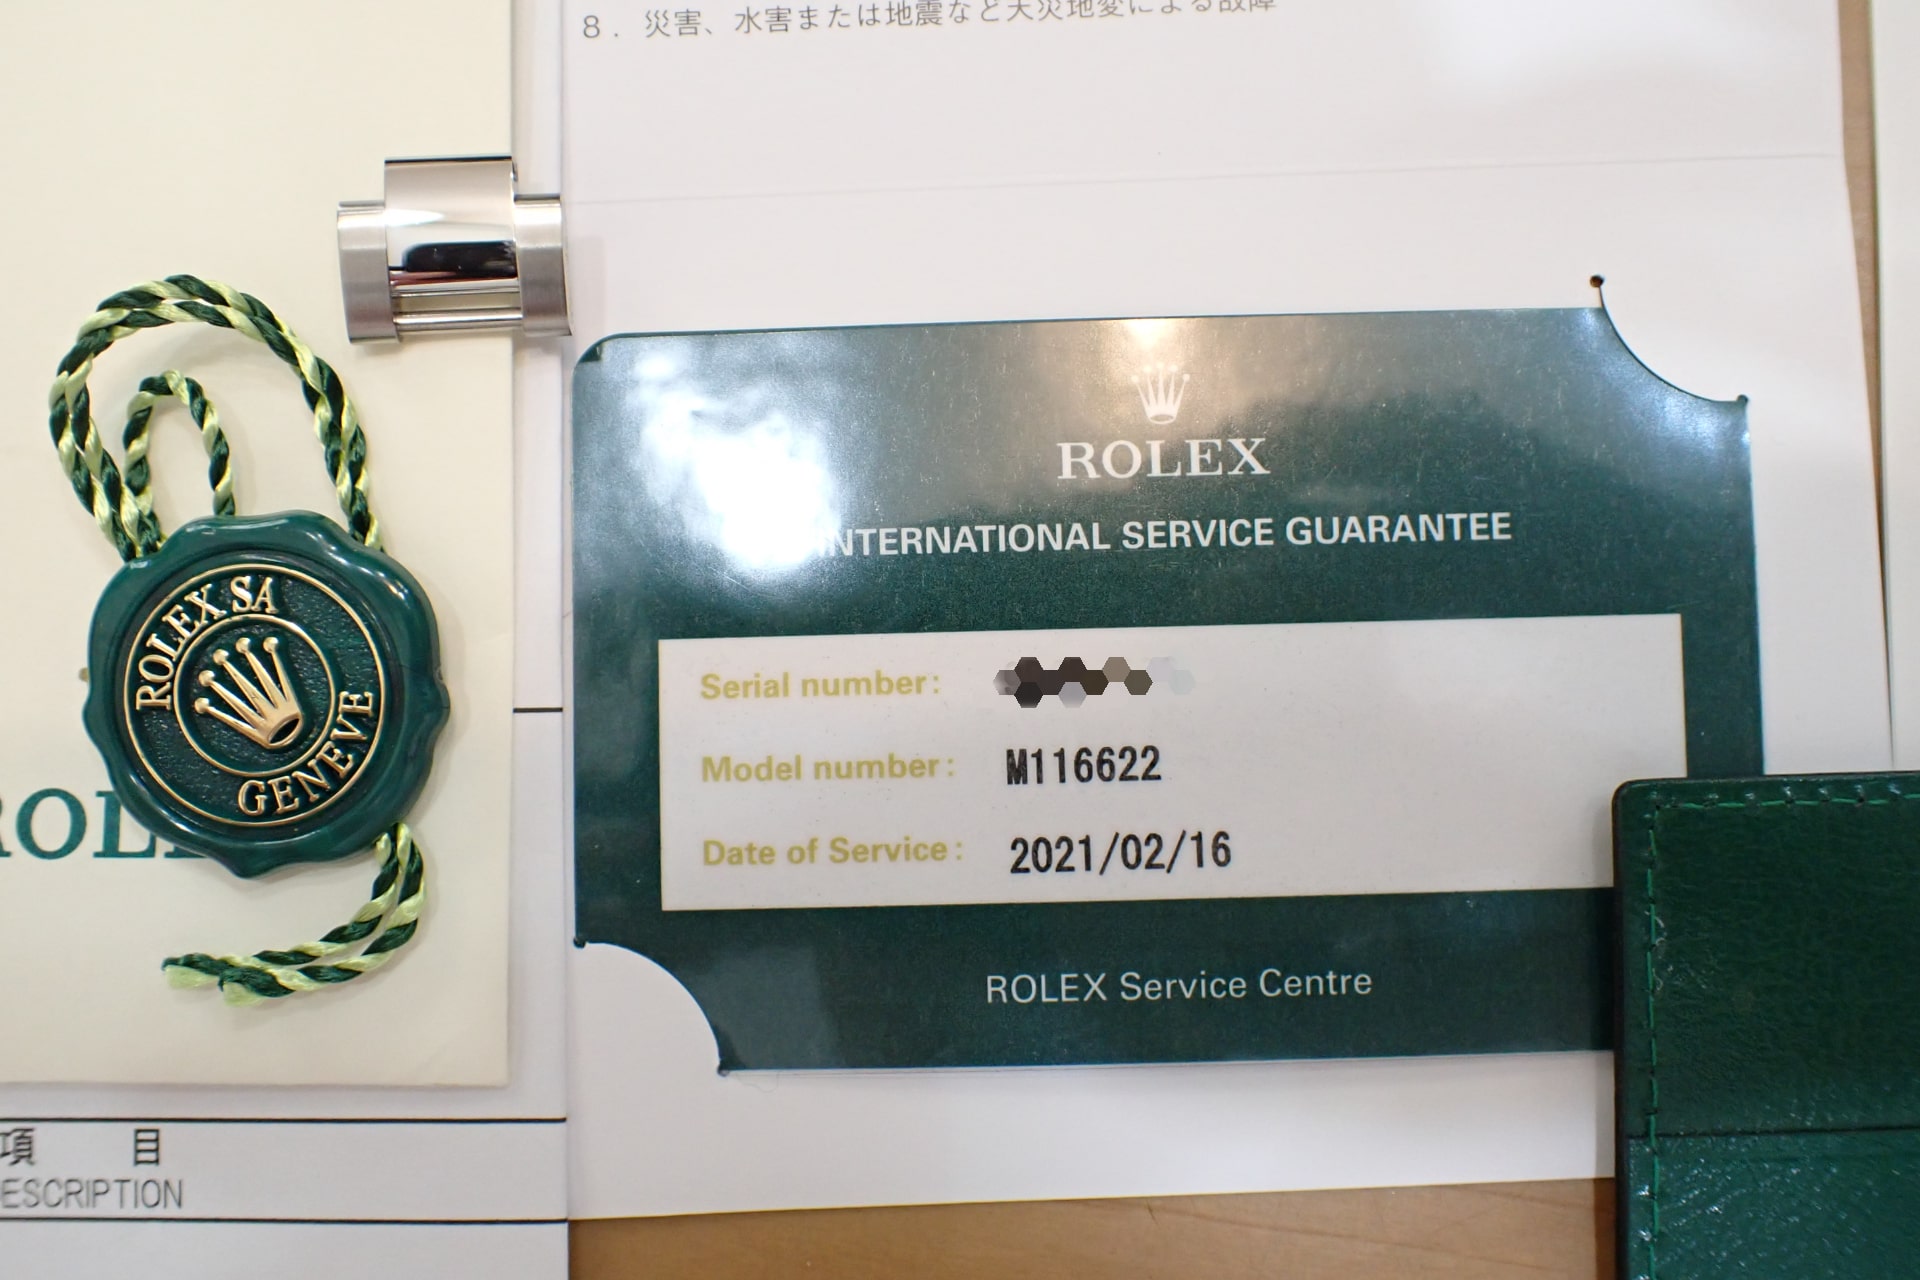 8．災害、水害または地震など天災地変による故障
ROLEX
INTERNATIONAL SERVICE GUARANTEE
Serial number:
Model number: M116622
Date of Service: 2021/02/16
ROLEX Service Centre
ROLEX SA
GENEVE
項 目
DESCRIPTION